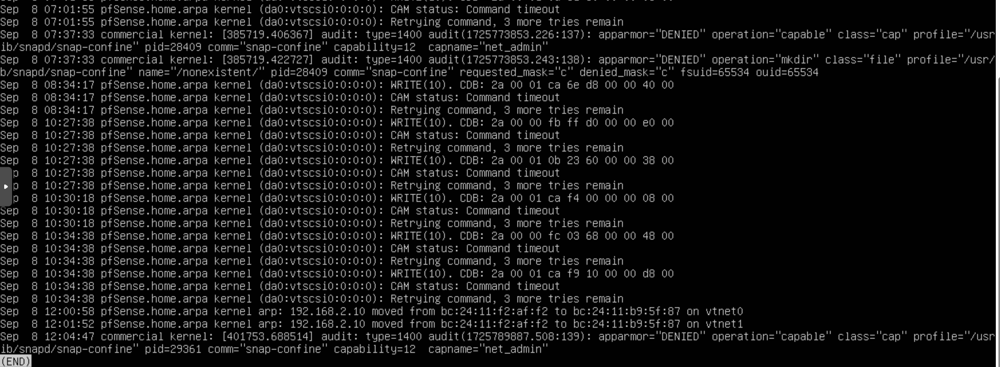 Sep  8 07:01:55 pfSense.home.arpa kernel (da0:vtscsi0:0:0:0): CAM status: Command timeout
Sep  8 07:01:55 pfSense.home.arpa kernel (da0:vtscsi0:0:0:0): Retrying command, 3 more tries remain
Sep  8 07:37:33 commercial kernel: [385719.406367] audit: type=1400 audit(1725773853.226:137): apparmor="DENIED" operation="capable" class="cap" profile="/usr
ib/snapd/snap-confine" pid=28409 comm="snap-confine" capability=12  capname="net_admin"
Sep  8 07:37:33 commercial kernel: [385719.422727] audit: type=1400 audit(1725773853.243:138): apparmor="DENIED" operation="mkdir" class="file" profile="/usr/
b/snapd/snap-confine" name="/nonexistent/" pid=28409 comm="snap-confine" requested_mask="c" denied_mask="c" fsuid=65534 ouid=65534
Sep  8 08:34:17 pfSense.home.arpa kernel (da0:vtscsi0:0:0:0): WRITE(10). CDB: 2a 00 01 ca 6e d8 00 00 40 00
Sep  8 08:34:17 pfSense.home.arpa kernel (da0:vtscsi0:0:0:0): CAM status: Command timeout
Sep  8 08:34:17 pfSense.home.arpa kernel (da0:vtscsi0:0:0:0): Retrying command, 3 more tries remain
Sep  8 10:27:38 pfSense.home.arpa kernel (da0:vtscsi0:0:0:0): WRITE(10). CDB: 2a 00 00 fb ff d0 00 00 e0 00
Sep  8 10:27:38 pfSense.home.arpa kernel (da0:vtscsi0:0:0:0): CAM status: Command timeout
Sep  8 10:27:38 pfSense.home.arpa kernel (da0:vtscsi0:0:0:0): Retrying command, 3 more tries remain
Sep  8 10:27:38 pfSense.home.arpa kernel (da0:vtscsi0:0:0:0): WRITE(10). CDB: 2a 00 01 0b 23 60 00 00 38 00
p  8 10:27:38 pfSense.home.arpa kernel (da0:vtscsi0:0:0:0): CAM status: Command timeout
p  8 10:27:38 pfSense.home.arpa kernel (da0:vtscsi0:0:0:0): Retrying command, 3 more tries remain
p  8 10:30:18 pfSense.home.arpa kernel (da0:vtscsi0:0:0:0): WRITE(10). CDB: 2a 00 01 ca f4 00 00 00 08 00
Sep  8 10:30:18 pfSense.home.arpa kernel (da0:vtscsi0:0:0:0): CAM status: Command timeout
Sep  8 10:30:18 pfSense.home.arpa kernel (da0:vtscsi0:0:0:0): Retrying command, 3 more tries remain
Sep  8 10:34:38 pfSense.home.arpa kernel (da0:vtscsi0:0:0:0): WRITE(10). CDB: 2a 00 00 fc 03 68 00 00 48 00
Sep  8 10:34:38 pfSense.home.arpa kernel (da0:vtscsi0:0:0:0): CAM status: Command timeout
Sep  8 10:34:38 pfSense.home.arpa kernel (da0:vtscsi0:0:0:0): Retrying command, 3 more tries remain
Sep  8 10:34:38 pfSense.home.arpa kernel (da0:vtscsi0:0:0:0): WRITE(10). CDB: 2a 00 01 ca f9 10 00 00 d8 00
Sep  8 10:34:38 pfSense.home.arpa kernel (da0:vtscsi0:0:0:0): CAM status: Command timeout
Sep  8 10:34:38 pfSense.home.arpa kernel (da0:vtscsi0:0:0:0): Retrying command, 3 more tries remain
Sep  8 12:00:58 pfSense.home.arpa kernel arp: 192.168.2.10 moved from bc:24:11:f2:af:f2 to bc:24:11:b9:5f:87 on vtnet0
Sep  8 12:01:52 pfSense.home.arpa kernel arp: 192.168.2.10 moved from bc:24:11:f2:af:f2 to bc:24:11:b9:5f:87 on vtnet1
Sep  8 12:04:47 commercial kernel: [401753.688514] audit: type=1400 audit(1725789887.508:139): apparmor="DENIED" operation="capable" class="cap" profile="/usr
ib/snapd/snap-confine" pid=29361 comm="snap-confine" capability=12  capname="net_admin"
(END)